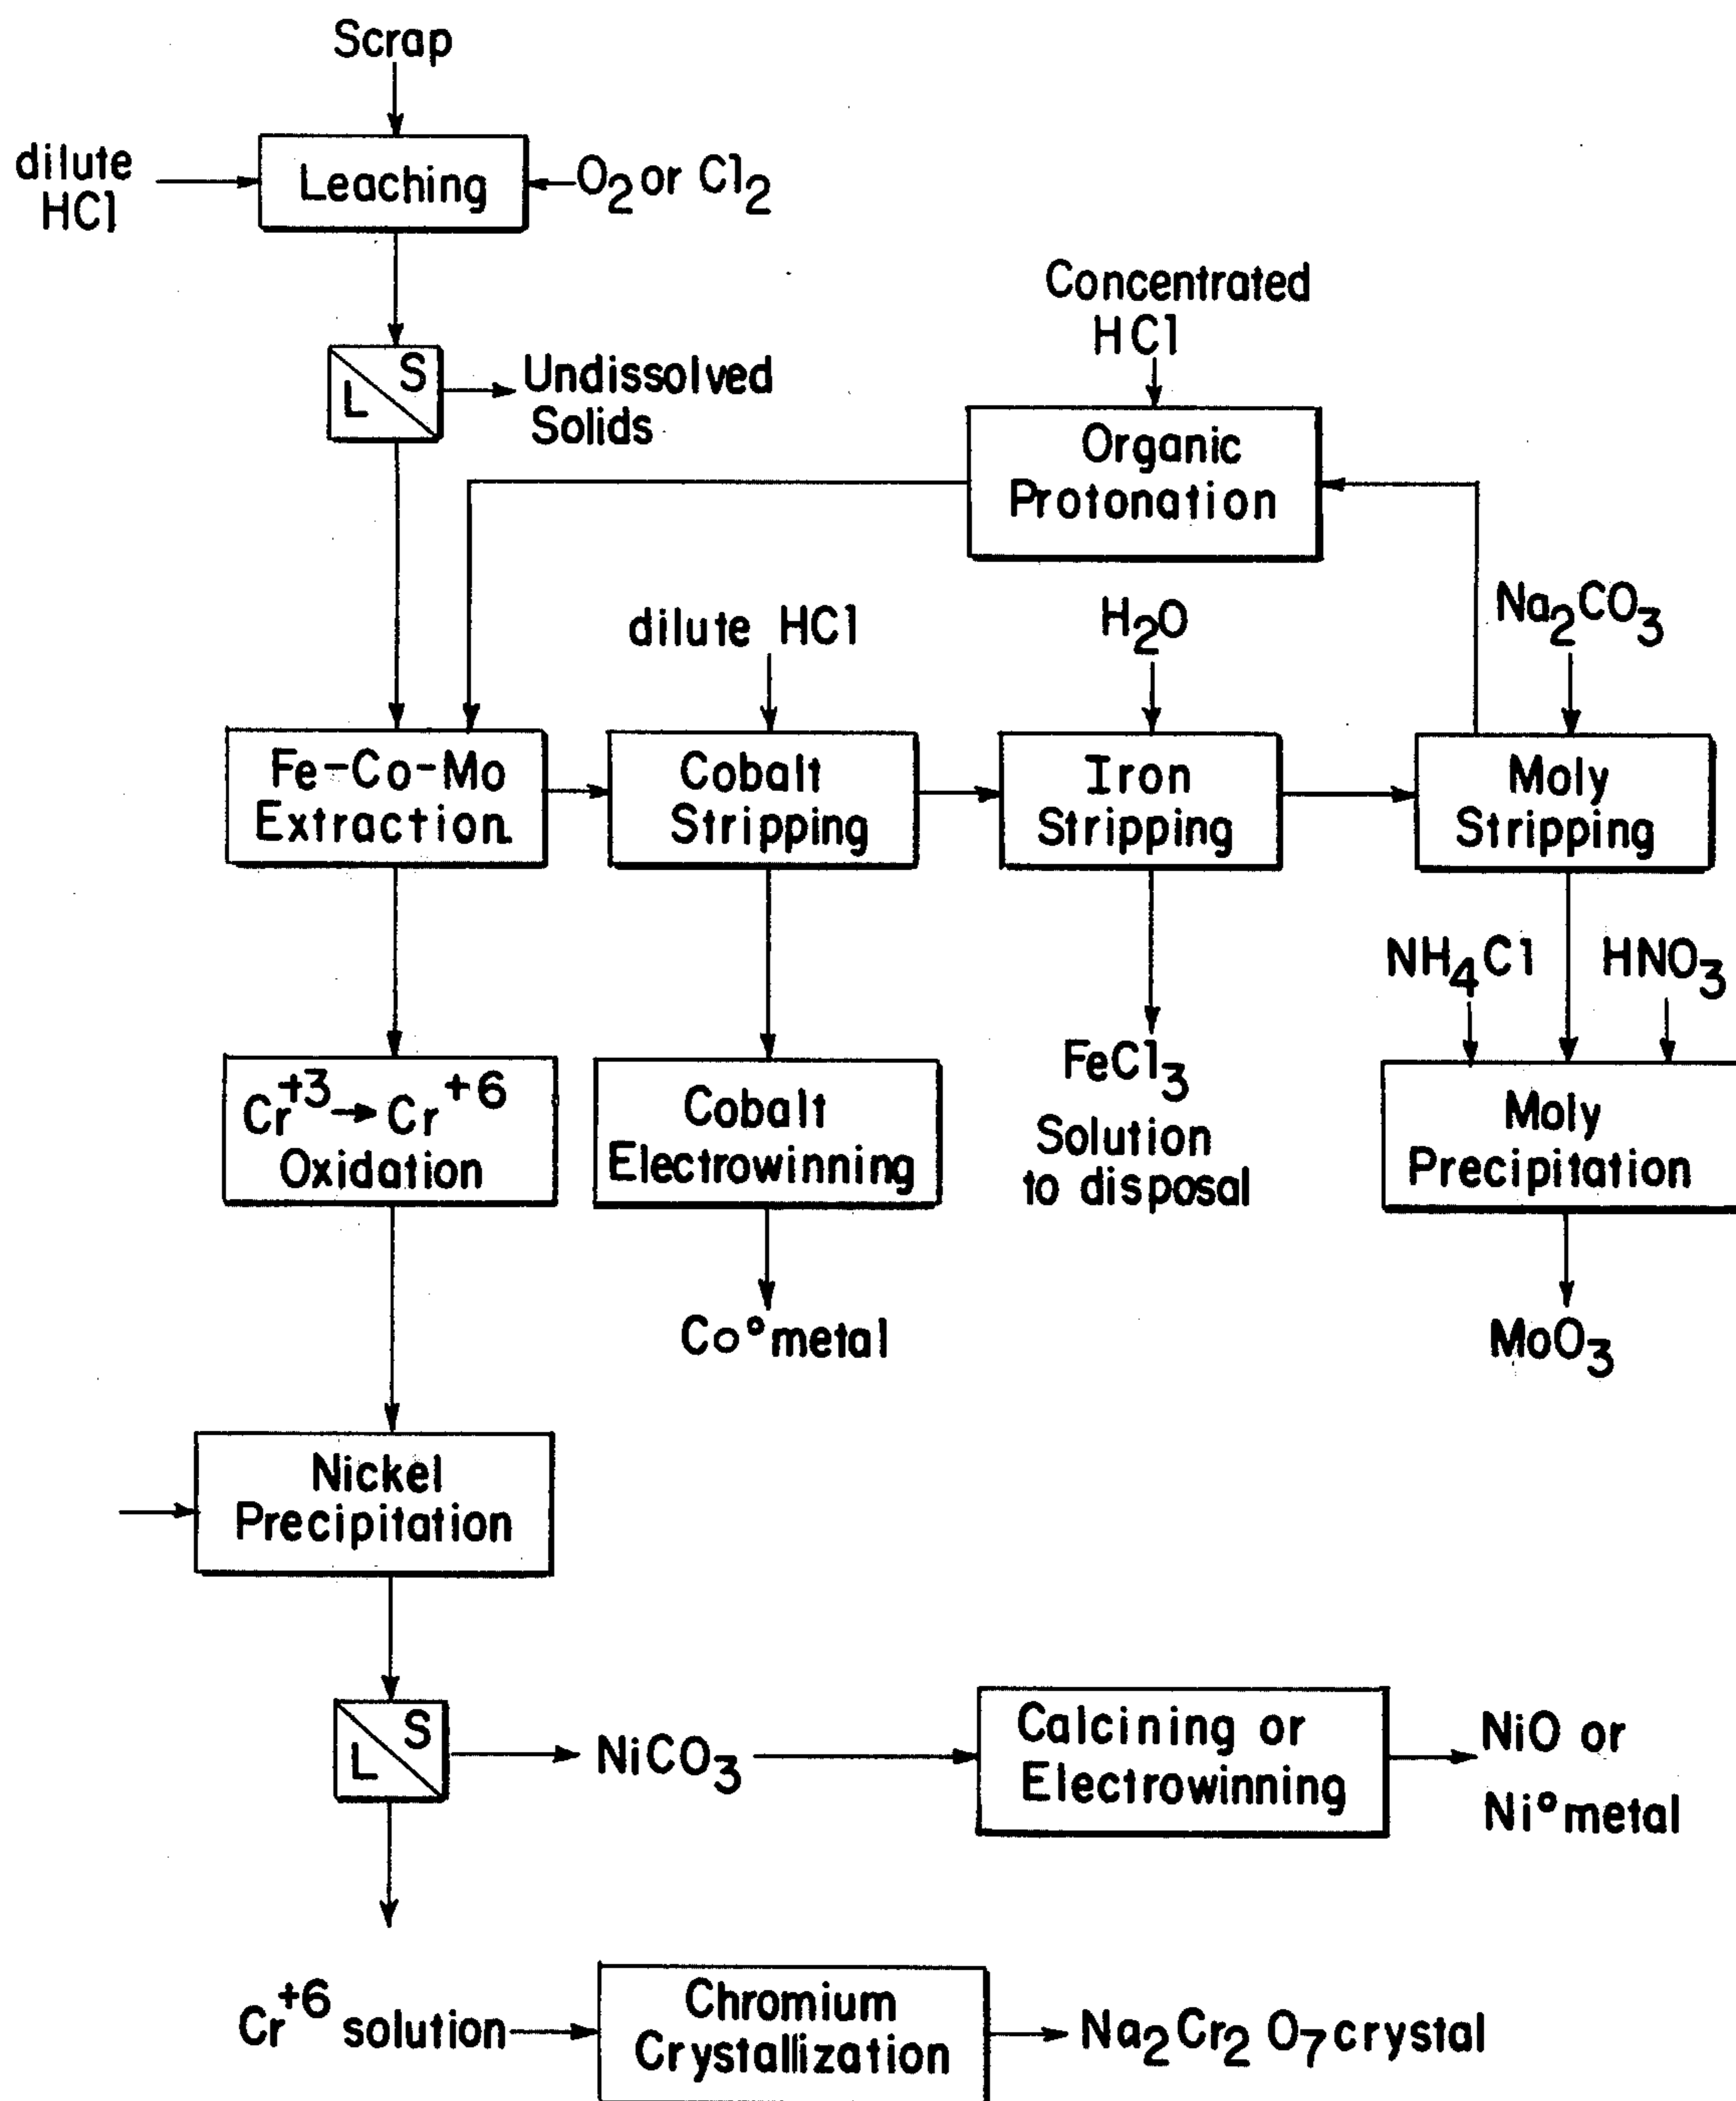 Scrap
dilute
HCl
Leaching
O2 or Cl2
L S
Undissolved
Solids
Concentrated
HCl
Organic
Protonation
dilute HCl
H2O
Na2CO3
Fe-Co-Mo
Extraction
Cobalt
Stripping
Iron
Stripping
Moly
Stripping
NH4Cl
HNO3
Cr+3 → Cr+6
Oxidation
Cobalt
Electrowinning
FeCl3
Solution
to disposal
Moly
Precipitation
Co° metal
MoO3
Nickel
Precipitation
L S
NiCO3
Calcining or
Electrowinning
NiO or
Ni° metal
Cr+6 solution
Chromium
Crystallization
Na2Cr2O7 crystal